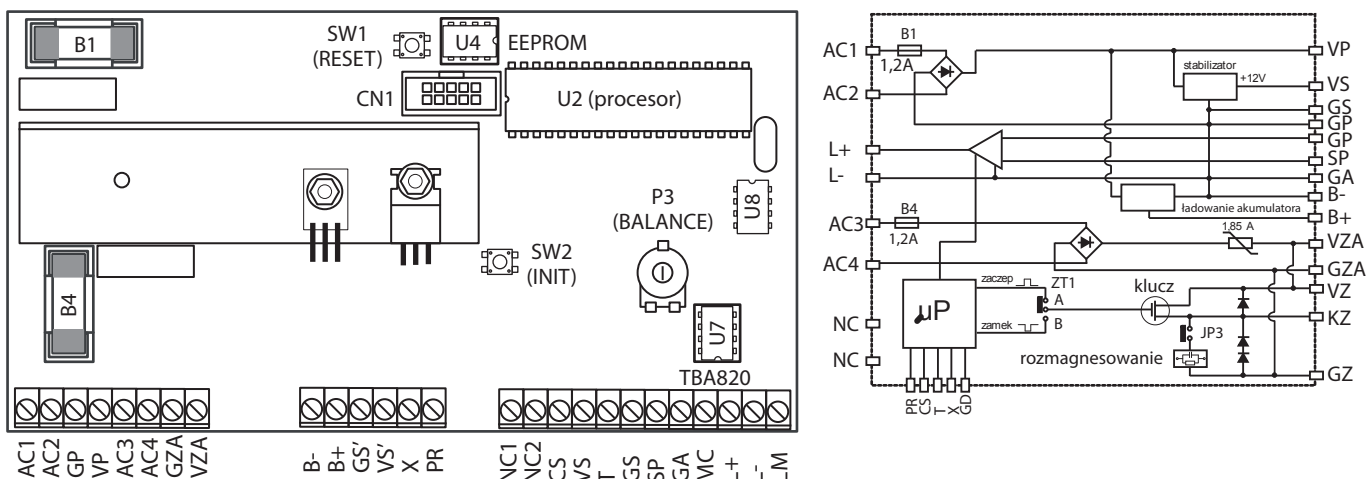 B1
SW1
(RESET)
U4
EEPROM
CN1
U2 (procesor)
P3
(BALANCE)
U8
SW2
(INIT)
B4
U7
TBA820
AC1
AC2
GP
VP
AC3
AC4
GZA
VZA
B-
B+
GS'
VS'
X
PR
NC1
NC2
CS
VS
T
GS
SP
GA
MC
L+
L-
LM
AC1
B1
1,2A
AC2
L+
L-
AC3
B4
1,2A
AC4
NC
NC
VP
stabilizator
+12V
VS
GS
GP
GP
SP
GA
B-
ładowanie akumulatora
B+
1,85 A
VZA
GZA
zaczep
ZT1
klucz
VZ
µP
A
KZ
zamek
B
JP3
rozmagnesowanie
GZ
PR
CS
T
X
GD